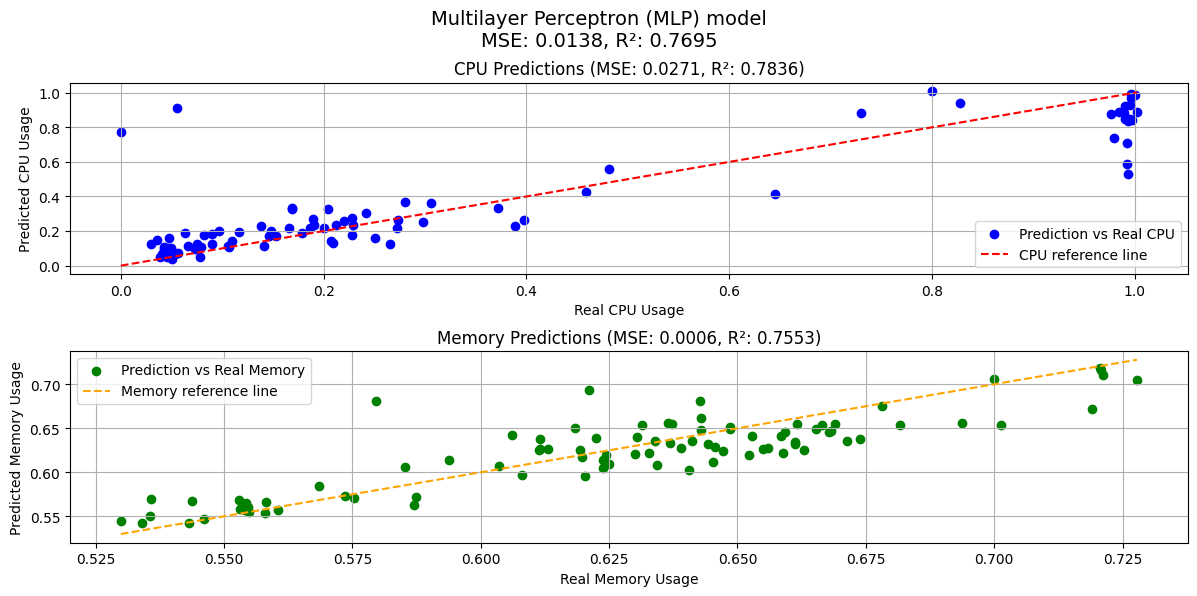 Multilayer Perceptron (MLP) model
MSE: 0.0138, R²: 0.7695
CPU Predictions (MSE: 0.0271, R²: 0.7836)
Predicted CPU Usage
1.0
0.8
0.6
0.4
0.2
0.0
Prediction vs Real CPU
CPU reference line
0.0 0.2 0.4 0.6 0.8 1.0
Real CPU Usage
Memory Predictions (MSE: 0.0006, R²: 0.7553)
Predicted Memory Usage
Prediction vs Real Memory
Memory reference line
0.70
0.65
0.60
0.55
0.525 0.550 0.575 0.600 0.625 0.650 0.675 0.700 0.725
Real Memory Usage